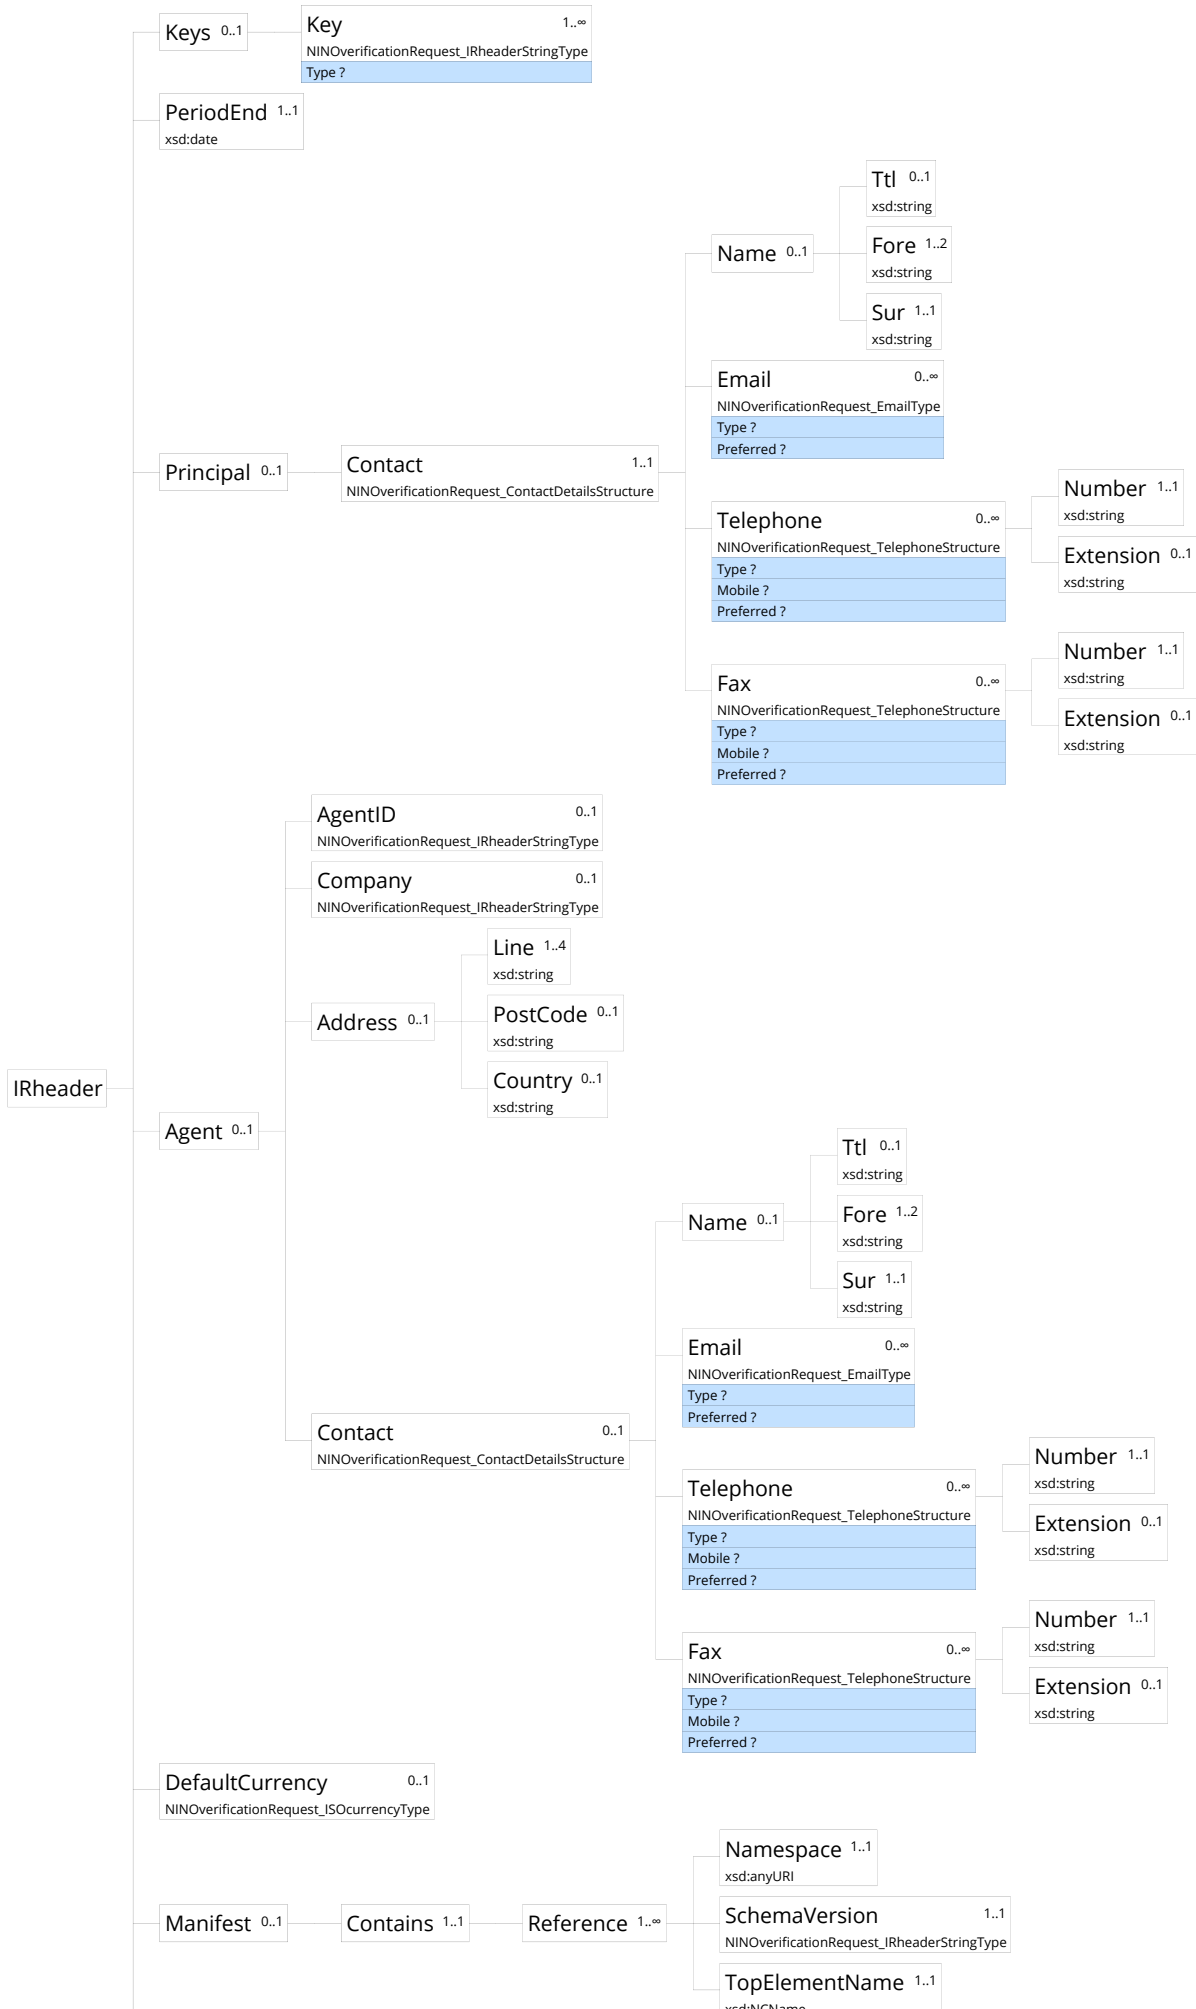 Keys 0..1
Key 1..∞
NINOverificationRequest_IRheaderStringType
Type ?
PeriodEnd 1..1
xsd:date
Ttl 0..1
xsd:string
Name 0..1
Fore 1..2
xsd:string
Sur 1..1
xsd:string
Email 0..∞
NINOverificationRequest_EmailType
Type ?
Preferred ?
Principal 0..1
Contact 1..1
NINOverificationRequest_ContactDetailsStructure
Telephone 0..∞
NINOverificationRequest_TelephoneStructure
Type ?
Mobile ?
Preferred ?
Number 1..1
xsd:string
Extension 0..1
xsd:string
Fax 0..∞
NINOverificationRequest_TelephoneStructure
Type ?
Mobile ?
Preferred ?
Number 1..1
xsd:string
Extension 0..1
xsd:string
AgentID 0..1
NINOverificationRequest_IRheaderStringType
Company 0..1
NINOverificationRequest_IRheaderStringType
Line 1..4
xsd:string
Address 0..1
PostCode 0..1
xsd:string
Country 0..1
xsd:string
IRheader
Agent 0..1
Ttl 0..1
xsd:string
Name 0..1
Fore 1..2
xsd:string
Sur 1..1
xsd:string
Email 0..∞
NINOverificationRequest_EmailType
Type ?
Preferred ?
Contact 0..1
NINOverificationRequest_ContactDetailsStructure
Telephone 0..∞
NINOverificationRequest_TelephoneStructure
Type ?
Mobile ?
Preferred ?
Number 1..1
xsd:string
Extension 0..1
xsd:string
Fax 0..∞
NINOverificationRequest_TelephoneStructure
Type ?
Mobile ?
Preferred ?
Number 1..1
xsd:string
Extension 0..1
xsd:string
DefaultCurrency 0..1
NINOverificationRequest_ISOcurrencyType
Namespace 1..1
xsd:anyURI
Manifest 0..1
Contains 1..1
Reference 1..∞
SchemaVersion 1..1
NINOverificationRequest_IRheaderStringType
TopElementName 1..1
xsd:NCName